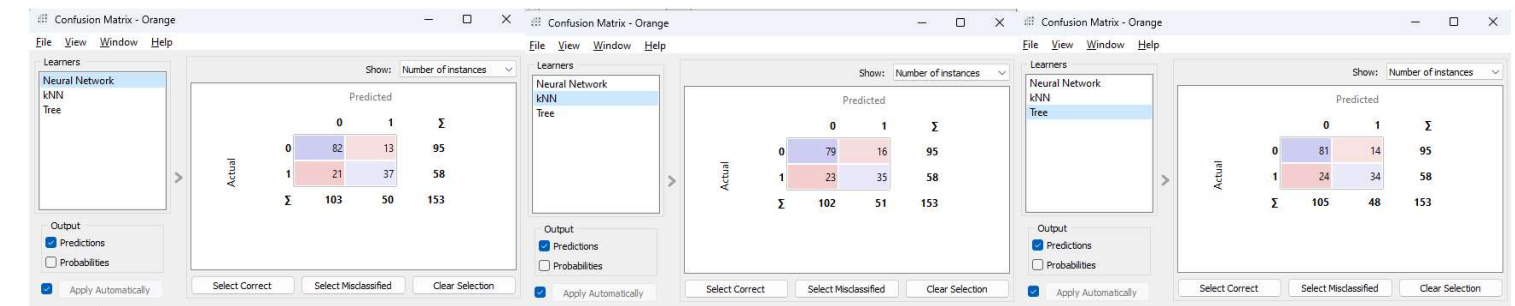 Confusion Matrix - Orange
File View Window Help
Learners
Neural Network
kNN
Tree
Output
Predictions
Probabilities
Apply Automatically
>
Show: Number of instances
Predicted
0 1 Σ
Actual
0 82 13 95
1 21 37 58
Σ 103 50 153
Select Correct Select Misclassified Clear Selection
Confusion Matrix - Orange
File View Window Help
Learners
Neural Network
kNN
Tree
Output
Predictions
Probabilities
Apply Automatically
>
Show: Number of instances
Predicted
0 1 Σ
Actual
0 79 16 95
1 23 35 58
Σ 102 51 153
Select Correct Select Misclassified Clear Selection
Confusion Matrix - Orange
File View Window Help
Learners
Neural Network
kNN
Tree
Output
Predictions
Probabilities
Apply Automatically
>
Show: Number of instances
Predicted
0 1 Σ
Actual
0 81 14 95
1 24 34 58
Σ 105 48 153
Select Correct Select Misclassified Clear Selection